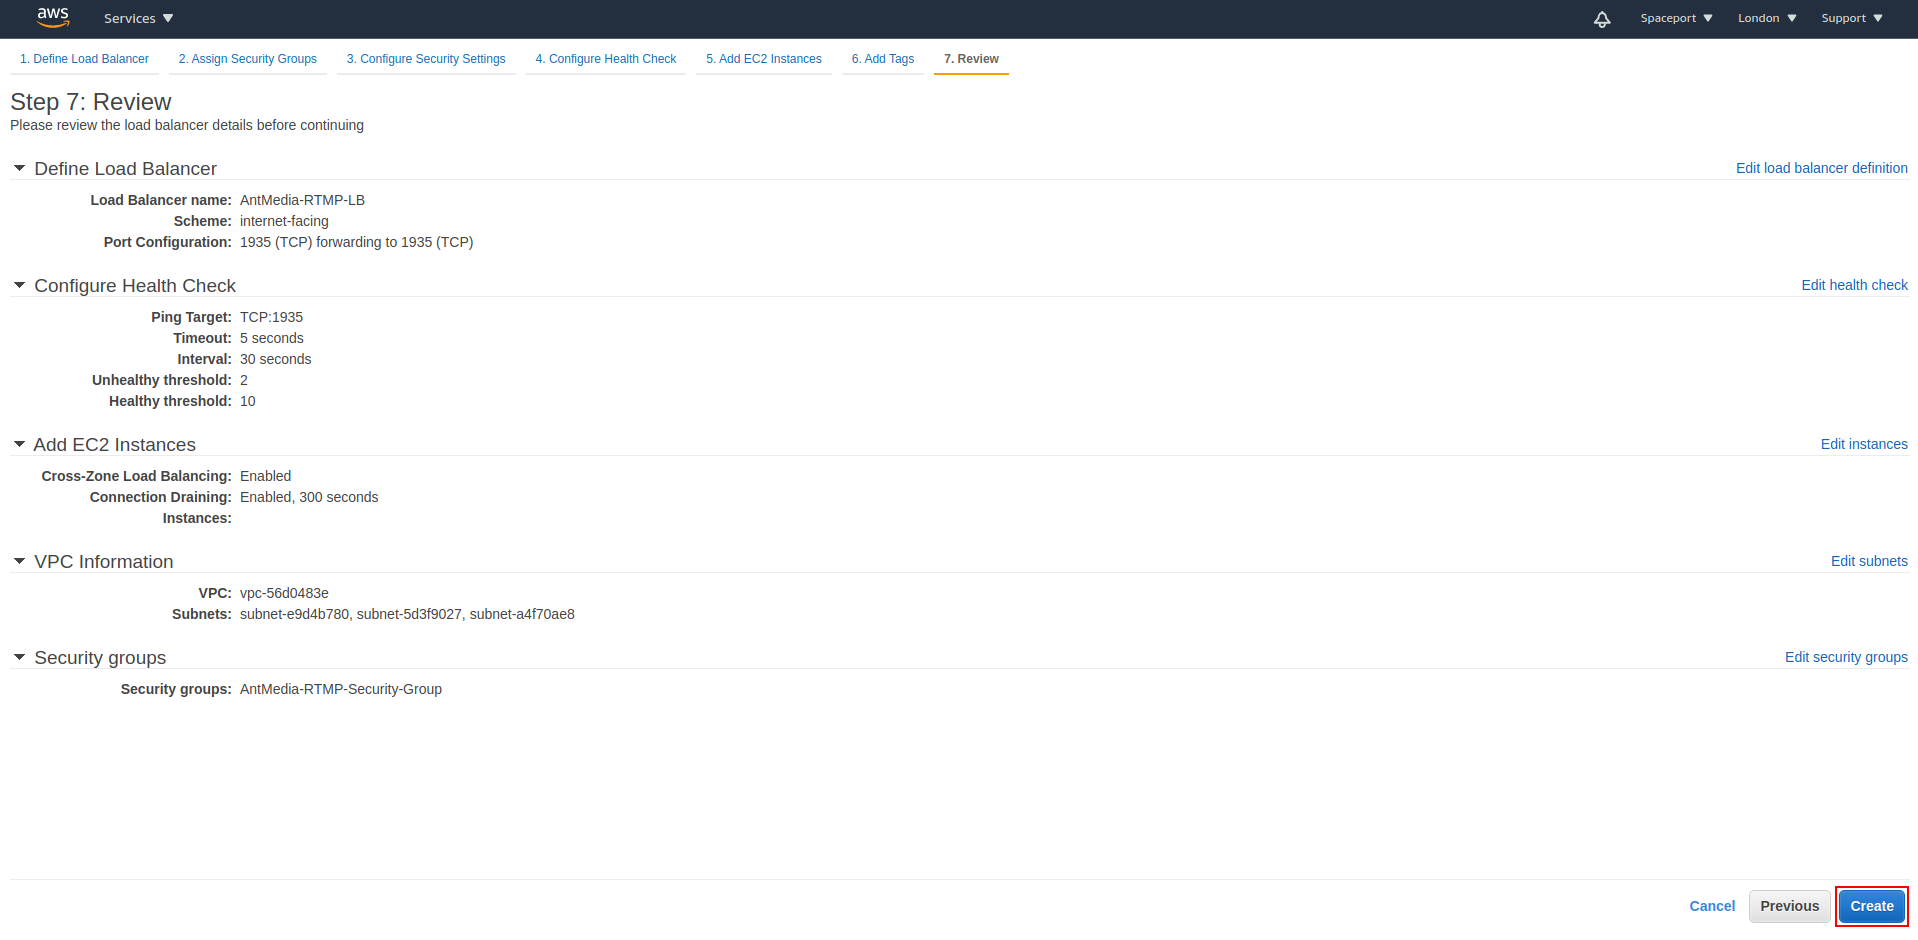 aws Services Spaceport London Support
1. Define Load Balancer 2. Assign Security Groups 3. Configure Security Settings 4. Configure Health Check 5. Add EC2 Instances 6. Add Tags 7. Review
Step 7: Review
Please review the load balancer details before continuing
Define Load Balancer Edit load balancer definition
Load Balancer name: AntMedia-RTMP-LB
Scheme: internet-facing
Port Configuration: 1935 (TCP) forwarding to 1935 (TCP)
Configure Health Check Edit health check
Ping Target: TCP:1935
Timeout: 5 seconds
Interval: 30 seconds
Unhealthy threshold: 2
Healthy threshold: 10
Add EC2 Instances Edit instances
Cross-Zone Load Balancing: Enabled
Connection Draining: Enabled, 300 seconds
Instances:
VPC Information Edit subnets
VPC: vpc-56d0483e
Subnets: subnet-e9d4b780, subnet-5d3f9027, subnet-a4f70ae8
Security groups Edit security groups
Security groups: AntMedia-RTMP-Security-Group
Cancel Previous Create